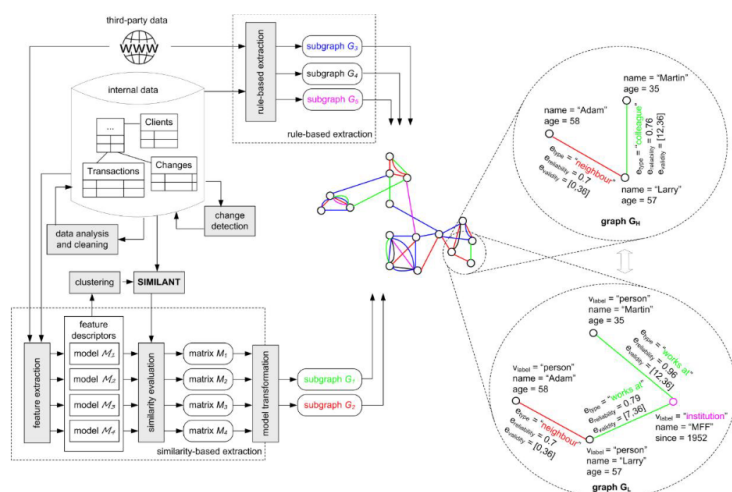 third-party data
WWW
internal data
...
Clients
Transactions
Changes
data analysis
and cleaning
change
detection
rule-based extraction
subgraph G3
subgraph G4
subgraph G5
rule-based extraction
clustering
SIMILANT
feature
descriptors
feature extraction
model M1
model M2
model M3
model M4
similarity evaluation
matrix M1
matrix M2
matrix M3
matrix M4
model transformation
subgraph G1
subgraph G2
similarity-based extraction
name = "Martin"
age = 35
name = "Adam"
age = 58
etype = "neighbour"
ereliability = 0.7
evalidity = [0,36]
etype = "colleague"
ereliability = 0.76
evalidity = [12,36]
name = "Larry"
age = 57
graph GH
vlabel = "person"
name = "Martin"
age = 35
etype = "works at"
ereliability = 0.96
evalidity = [12,36]
vlabel = "person"
name = "Adam"
age = 58
etype = "works at"
ereliability = 0.79
evalidity = [7,36]
etype = "neighbour"
ereliability = 0.7
evalidity = [0,36]
vlabel = "institution"
name = "MFF"
since = 1952
vlabel = "person"
name = "Larry"
age = 57
graph GL